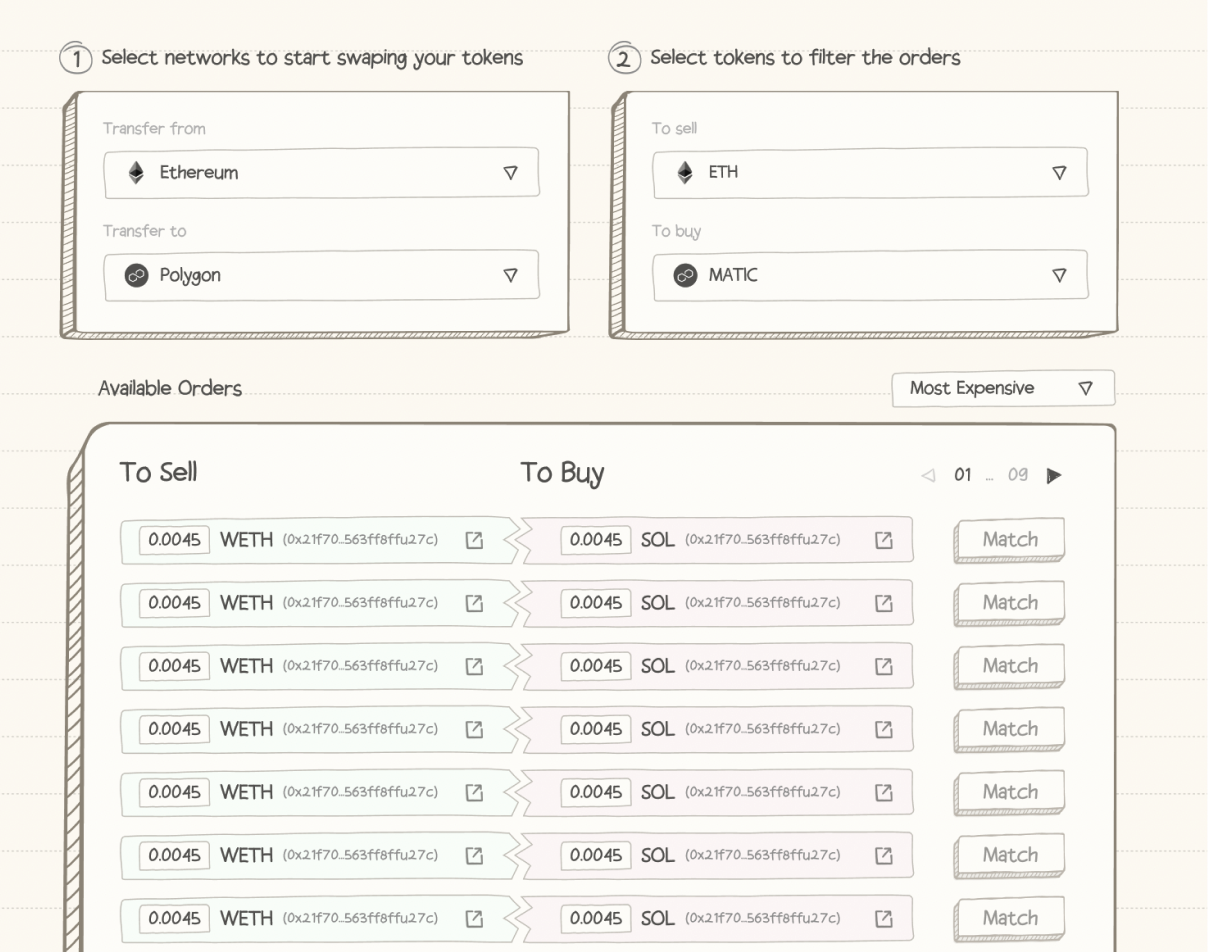 1 Select networks to start swaping your tokens
2 Select tokens to filter the orders
Transfer from
Ethereum
Transfer to
Polygon
To sell
ETH
To buy
MATIC
Available Orders
Most Expensive
To Sell To Buy 01 ... 09
0.0045 WETH (0x21f70...563ff8ffu27c) 0.0045 SOL (0x21f70...563ff8ffu27c) Match
0.0045 WETH (0x21f70...563ff8ffu27c) 0.0045 SOL (0x21f70...563ff8ffu27c) Match
0.0045 WETH (0x21f70...563ff8ffu27c) 0.0045 SOL (0x21f70...563ff8ffu27c) Match
0.0045 WETH (0x21f70...563ff8ffu27c) 0.0045 SOL (0x21f70...563ff8ffu27c) Match
0.0045 WETH (0x21f70...563ff8ffu27c) 0.0045 SOL (0x21f70...563ff8ffu27c) Match
0.0045 WETH (0x21f70...563ff8ffu27c) 0.0045 SOL (0x21f70...563ff8ffu27c) Match
0.0045 WETH (0x21f70...563ff8ffu27c) 0.0045 SOL (0x21f70...563ff8ffu27c) Match